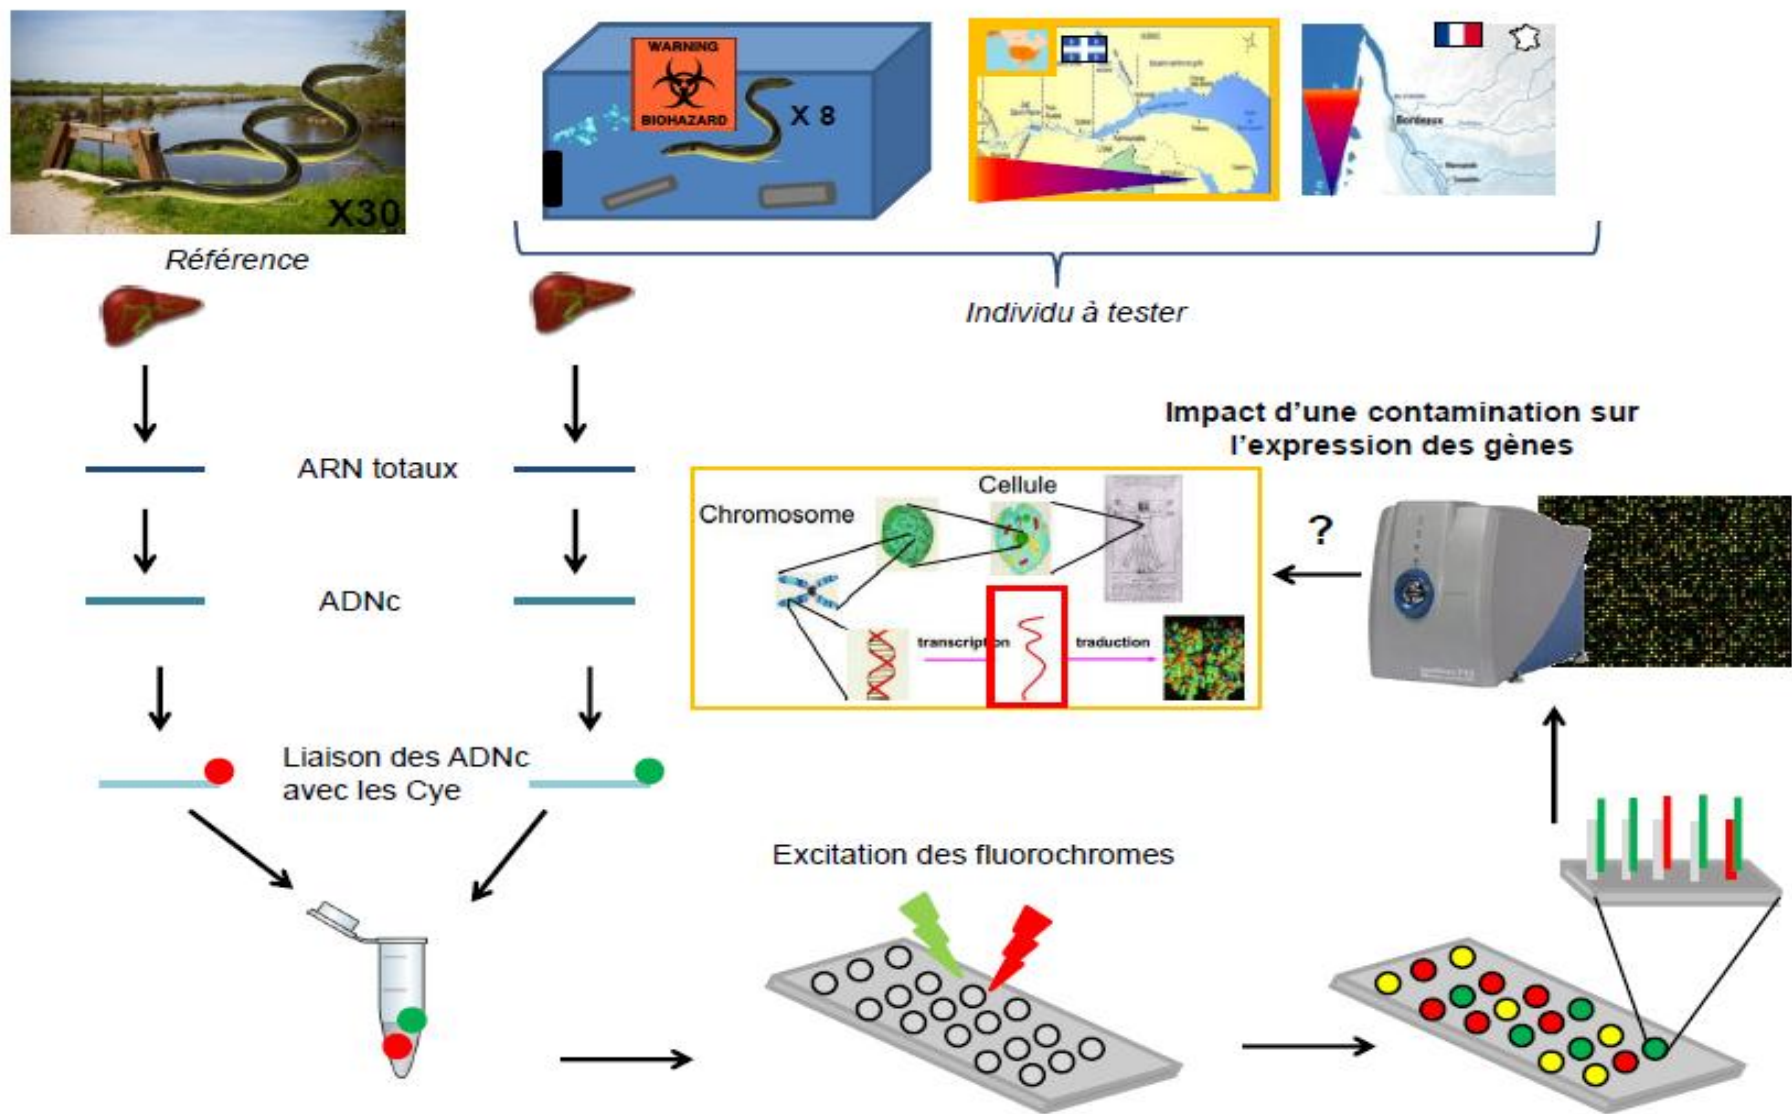 WARNING
BIOHAZARD
X 8
X30
Bordeaux
Référence
Individu à tester
Impact d'une contamination sur
l'expression des gènes
ARN totaux
Cellule
Chromosome
?
ADNc
transcription
traduction
Liaison des ADNc
avec les Cye
Excitation des fluorochromes